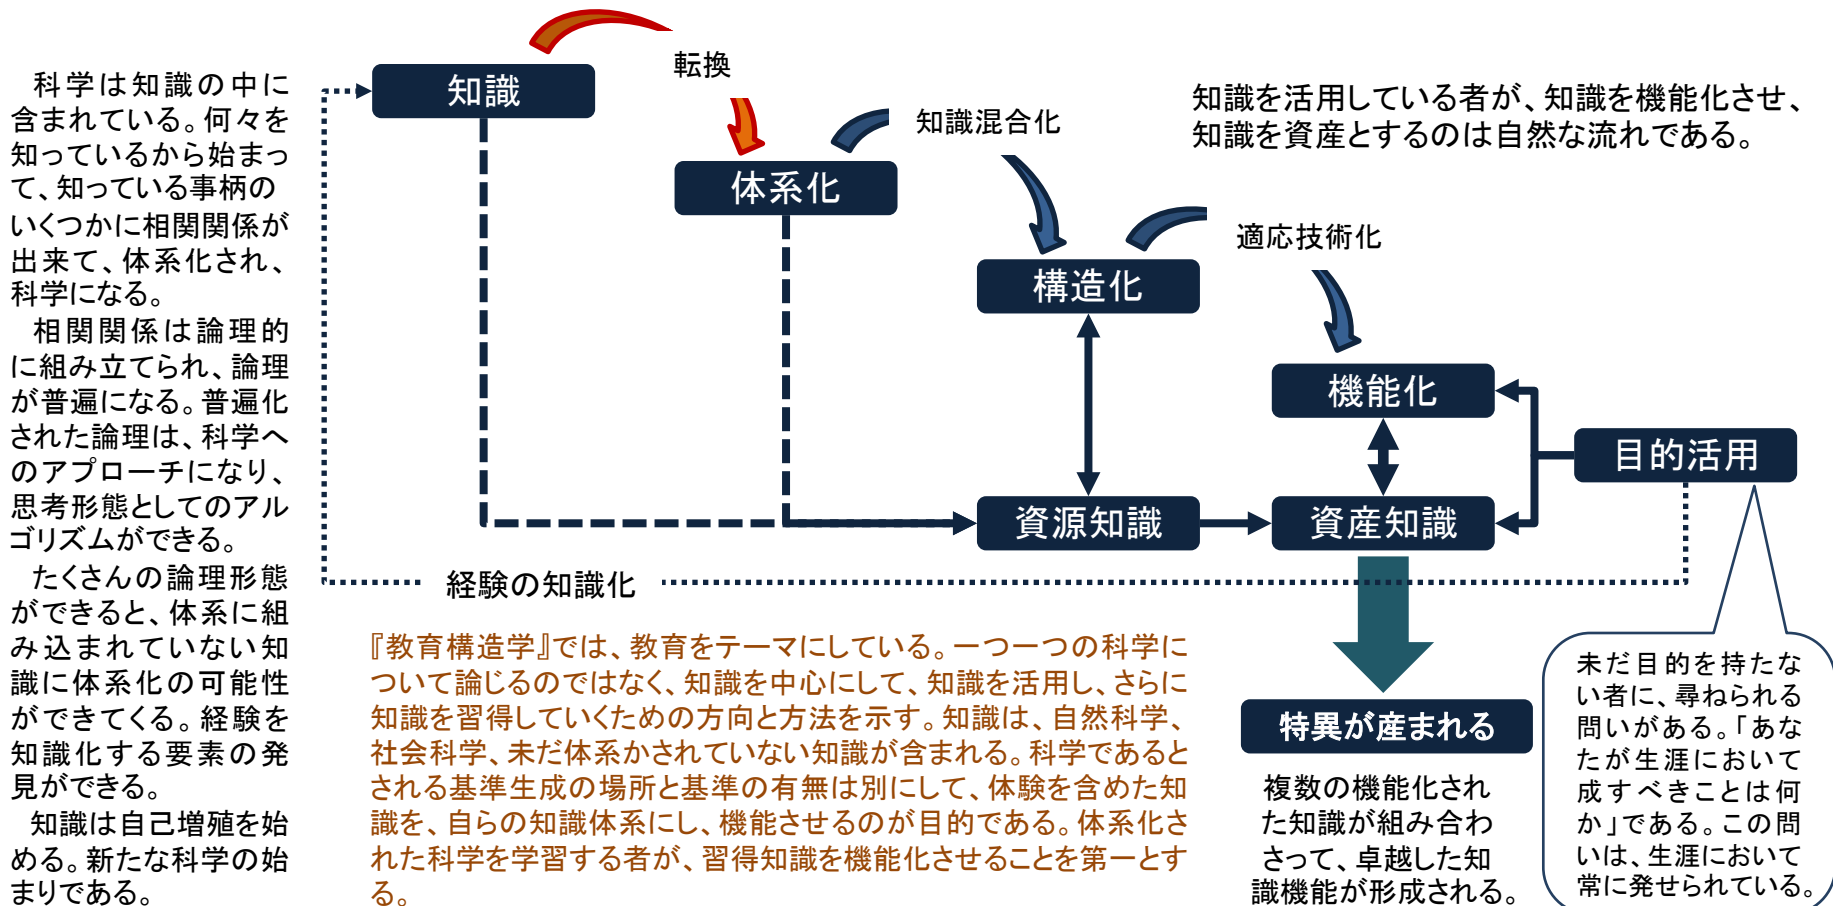 科学は知識の中に
含まれている。何々を
知っているから始まっ
て、知っている事柄の
いくつかに相関関係が
出来て、体系化され、
科学になる。
相関関係は論理的
に組み立てられ、論理
が普遍になる。普遍化
された論理は、科学へ
のアプローチになり、
思考形態としてのアル
ゴリズムができる。
たくさんの論理形態
ができると、体系に組
み込まれていない知
識に体系化の可能性
ができてくる。経験を
知識化する要素の発
見ができる。
知識は自己増殖を始
める。新たな科学の始
まりである。
知識
転換
体系化
知識混合化
構造化
適応技術化
機能化
知識を活用している者が、知識を機能化させ、
知識を資産とするのは自然な流れである。
目的活用
資源知識
資産知識
経験の知識化
『教育構造学』では、教育をテーマにしている。一つ一つの科学に
ついて論じるのではなく、知識を中心にして、知識を活用し、さらに
知識を習得していくための方向と方法を示す。知識は、自然科学、
社会科学、未だ体系かされていない知識が含まれる。科学であると
される基準生成の場所と基準の有無は別にして、体験を含めた知
識を、自らの知識体系にし、機能させるのが目的である。体系化さ
れた科学を学習する者が、習得知識を機能化させることを第一とす
る。
特異が産まれる
複数の機能化され
た知識が組み合わ
さって、卓越した知
識機能が形成される。
未だ目的を持たな
い者に、尋ねられる
問いがある。「あな
たが生涯において
成すべきことは何
か」である。この問
いは、生涯において
常に発せられている。